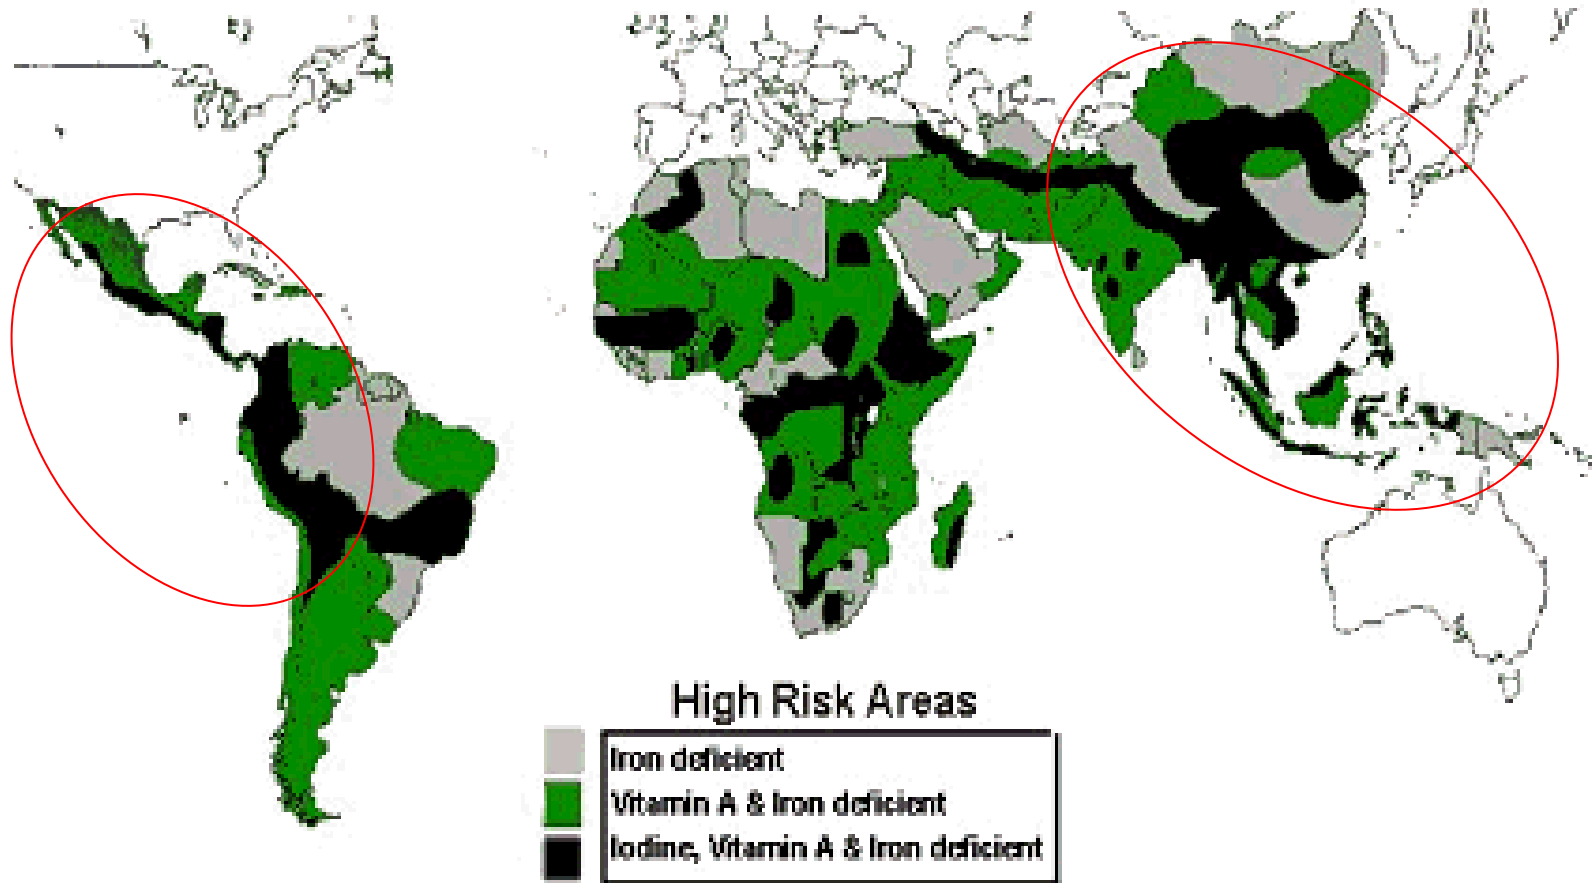 High Risk Areas
Iron deficient
Vitamin A & Iron deficient
Iodine, Vitamin A & Iron deficient